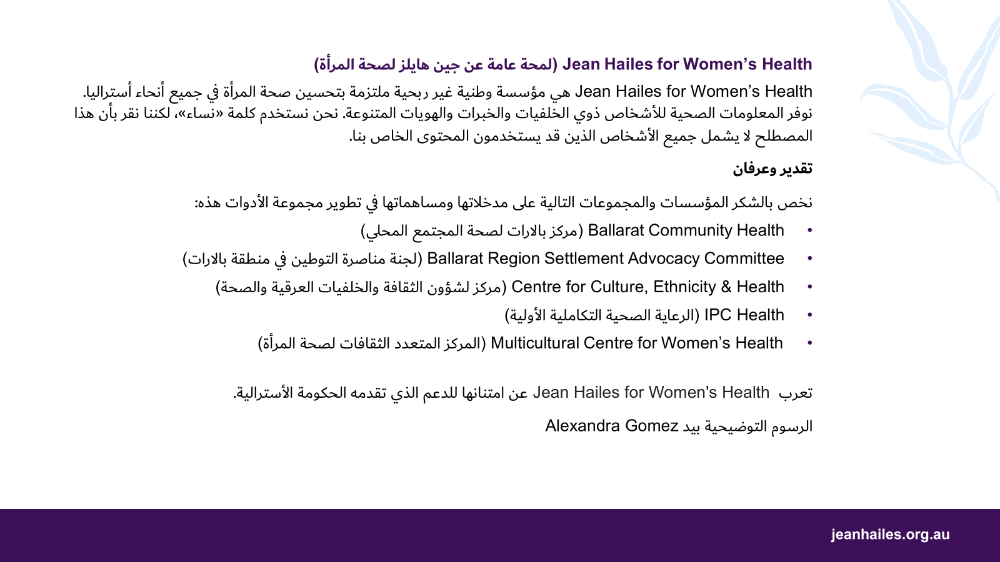 Jean Hailes for Women’s Health (لمحة عامة عن جين هايلز لصحة المرأة)
Jean Hailes for Women’s Health هي مؤسسة وطنية غير ربحية ملتزمة بتحسين صحة المرأة في جميع أنحاء أستراليا.
نوفر المعلومات الصحية للأشخاص ذوي الخلفيات والخبرات والهويات المتنوعة. نحن نستخدم كلمة «نساء»، لكننا نقر بأن هذا
المصطلح لا يشمل جميع الأشخاص الذين قد يستخدمون المحتوى الخاص بنا.
تقدير وعرفان
نخص بالشكر المؤسسات والمجموعات التالية على مدخلاتها ومساهماتها في تطوير مجموعة الأدوات هذه:
• Ballarat Community Health (مركز بالارات لصحة المجتمع المحلي)
• Ballarat Region Settlement Advocacy Committee (لجنة مناصرة التوطين في منطقة بالارات)
• Centre for Culture, Ethnicity & Health (مركز لشؤون الثقافة والخلفيات العرقية والصحة)
• IPC Health (الرعاية الصحية التكاملية الأولية)
• Multicultural Centre for Women’s Health (المركز المتعدد الثقافات لصحة المرأة)
تعرب Jean Hailes for Women's Health عن امتنانها للدعم الذي تقدمه الحكومة الأسترالية.
الرسوم التوضيحية بيد Alexandra Gomez
jeanhailes.org.au